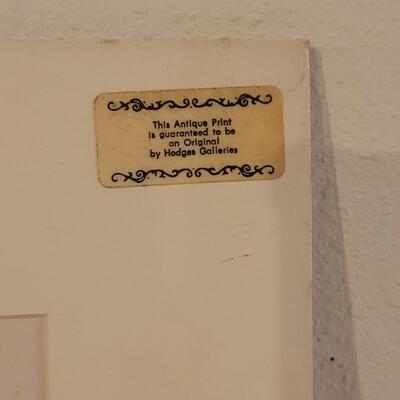 This Antique Print
is guaranteed to be
an Original
by Hodges Galleries